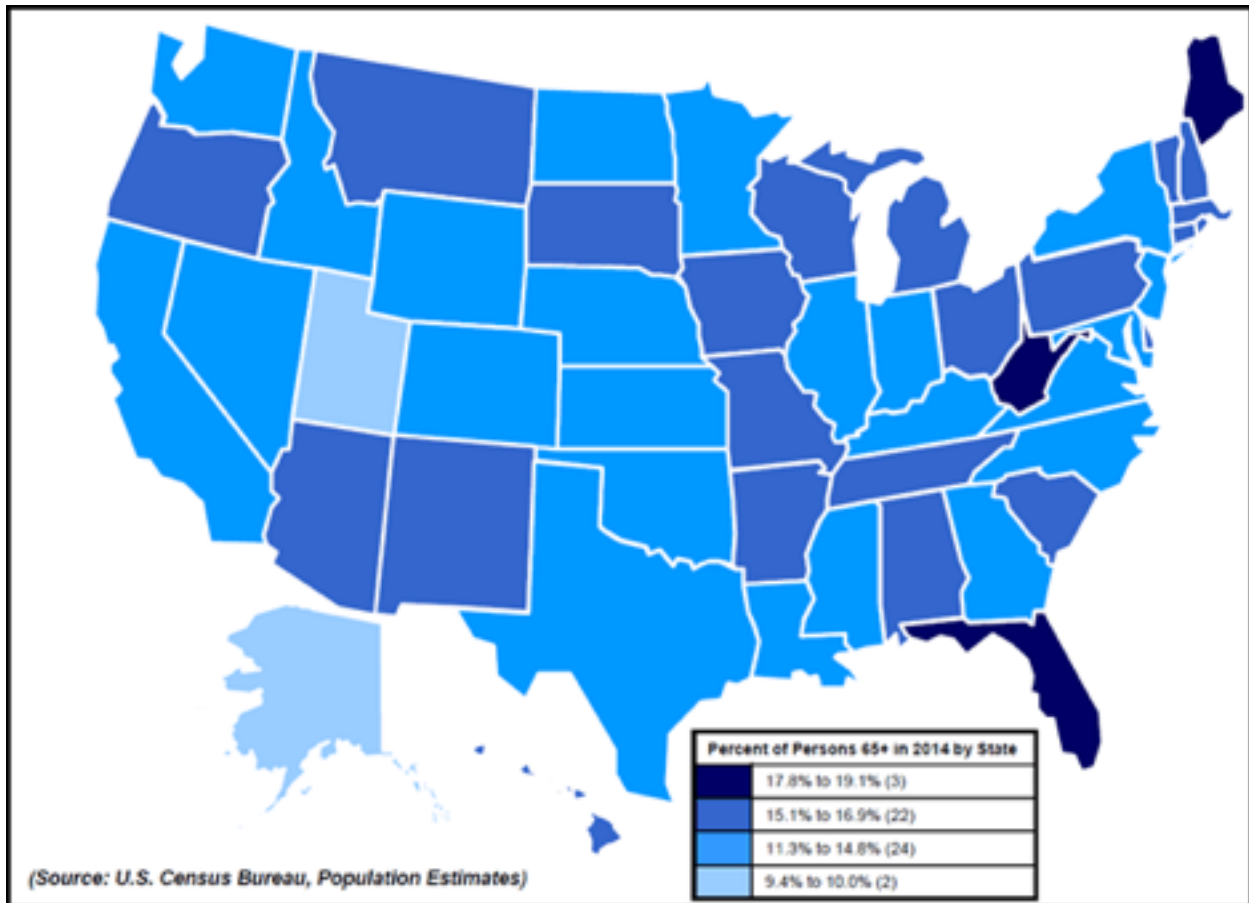 Percent of Persons 65+ in 2014 by State
17.8% to 19.1% (3)
15.1% to 16.9% (22)
11.3% to 14.8% (24)
9.4% to 10.0% (2)
(Source: U.S. Census Bureau, Population Estimates)